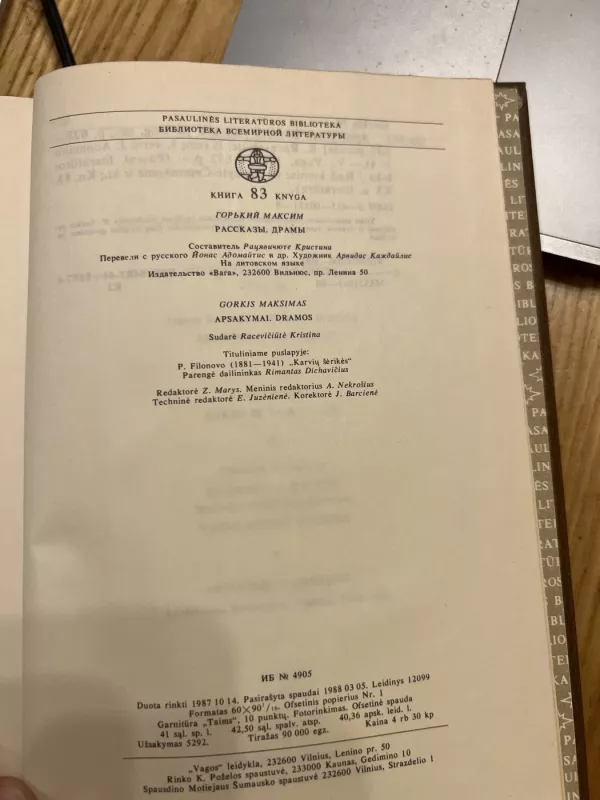 PASAULINĖS LITERATŪROS BIBLIOTEKA
БИБЛИОТЕКА ВСЕМИРНОЙ ЛИТЕРАТУРЫ
КНИГА 83 KNYGA
ГОРЬКИЙ МАКСИМ
РАССКАЗЫ, ДРАМЫ
Составитель Рацявичюте Кристина
Перевели с русского Йонас Адомайтис и др. Художник Арвидас Каждайлис
На литовском языке
Издательство «Вага», 232600 Вильнюс, пр. Ленина 50
GORKIS MAKSIMAS
APSAKYMAI. DRAMOS
Sudarė Racevičiūtė Kristina
Tituliniame puslapyje:
P. Filonovo (1881—1941) „Karvių šėrikės"
Parengė dailininkas Rimantas Dichavičius
Redaktorė Z. Marys. Meninis redaktorius A. Nekrošius
Techninė redaktorė E. Juzėnienė. Korektorė J. Barcienė
ИБ № 4905
Duota rinkti 1987 10 14. Pasirašyta spaudai 1988 03 05. Leidinys 12099
Formatas 60×90¹/₁₆. Ofsetinis popierius Nr. 1
Garnitūra „Taims", 10 punktų. Fotorinkimas. Ofsetinė spauda
41 sąl. sp. l. 42,50 sąl. spalv. atsp. 40,36 apsk. leid. l.
Užsakymas 5292. Tiražas 90 000 egz. Kaina 4 rb 30 kp
„Vagos" leidykla, 232600 Vilnius, Lenino pr. 50
Rinko K. Poželos spaustuvė, 233000 Kaunas, Gedimino 10
Spausdino Motiejaus Šumausko spaustuvė 232600 Vilnius, Strazdelio 1